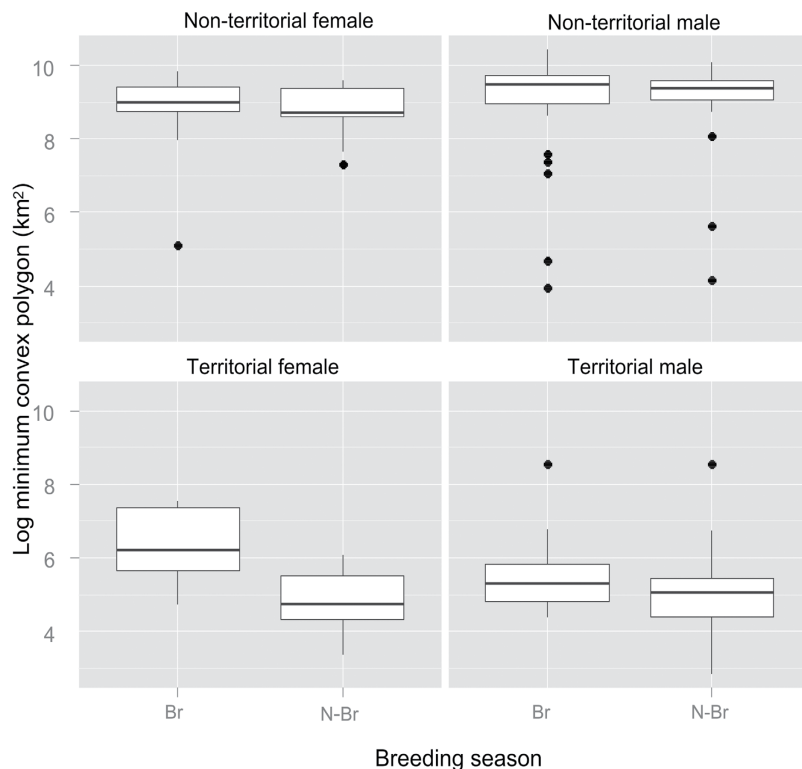 Non-territorial female
Non-territorial male
10
8
6
4
Territorial female
Territorial male
10
8
6
4
Log minimum convex polygon (km²)
Br
N-Br
Br
N-Br
Breeding season